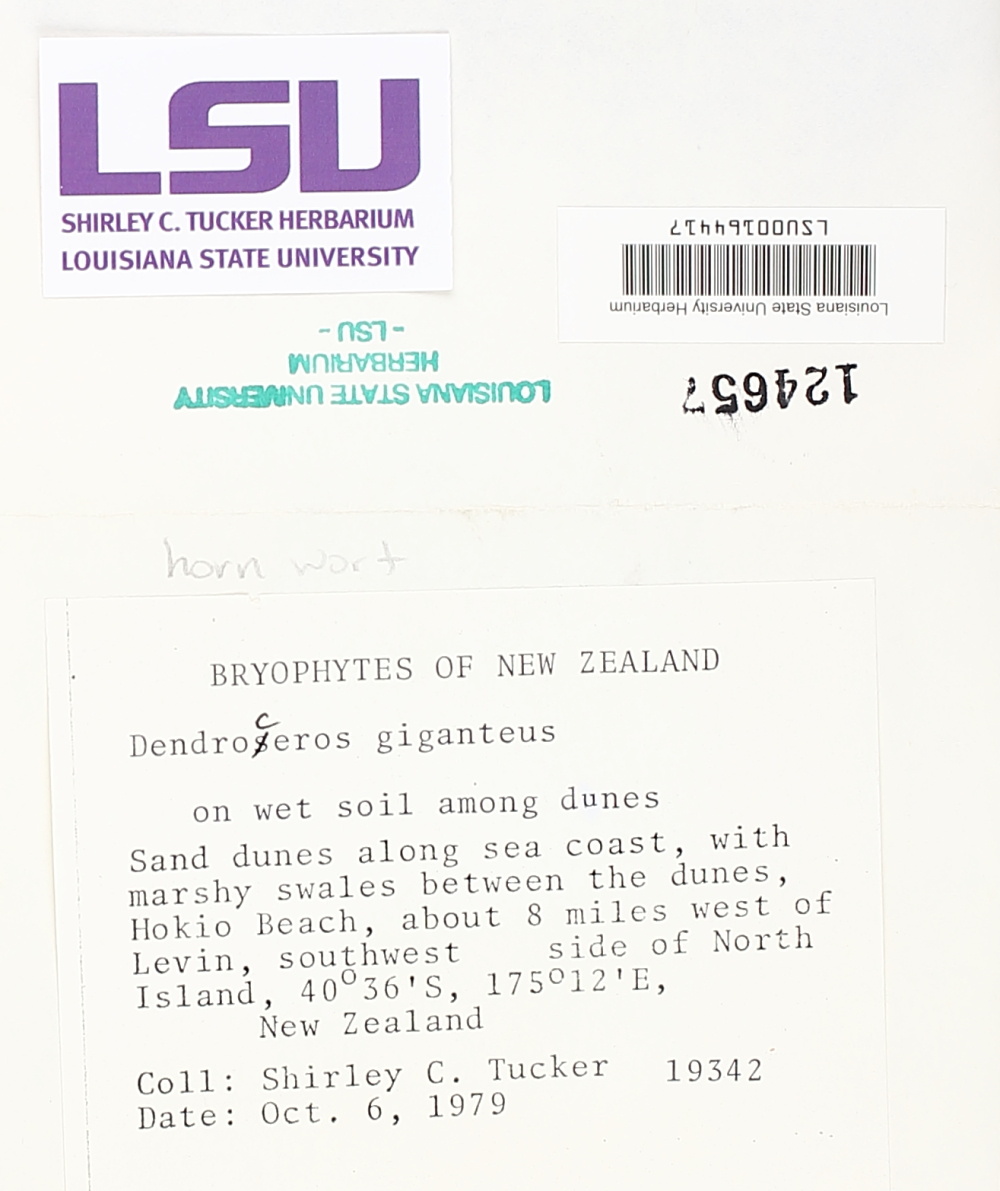 LSU
SHIRLEY C. TUCKER HERBARIUM
LOUISIANA STATE UNIVERSITY
LSU00164417
Louisiana State University Herbarium
LOUISIANA STATE UNIVERSITY
HERBARIUM
- LSU -
124657
horn wort
BRYOPHYTES OF NEW ZEALAND
Dendroceros giganteus
on wet soil among dunes
Sand dunes along sea coast, with
marshy swales between the dunes,
Hokio Beach, about 8 miles west of
Levin, southwest side of North
Island, 40°36'S, 175°12'E,
New Zealand
Coll: Shirley C. Tucker 19342
Date: Oct. 6, 1979